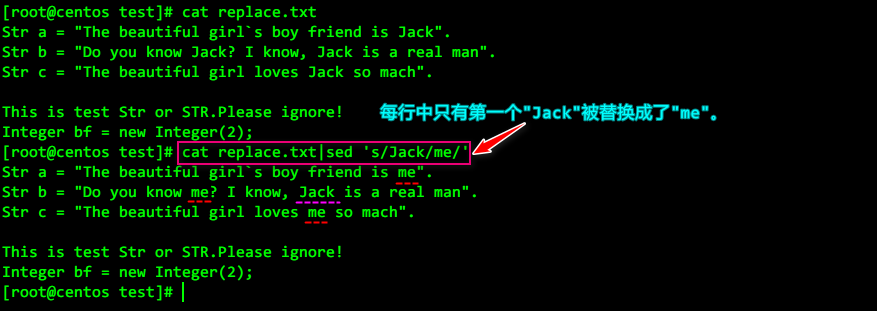 [root@centos test]# cat replace.txt
Str a = "The beautiful girl`s boy friend is Jack".
Str b = "Do you know Jack? I know, Jack is a real man".
Str c = "The beautiful girl loves Jack so mach".
This is test Str or STR.Please ignore!
每行中只有第一个"Jack"被替换成了"me"。
Integer bf = new Integer(2);
[root@centos test]# cat replace.txt|sed 's/Jack/me/'
Str a = "The beautiful girl`s boy friend is me".
Str b = "Do you know me? I know, Jack is a real man".
Str c = "The beautiful girl loves me so mach".
This is test Str or STR.Please ignore!
Integer bf = new Integer(2);
[root@centos test]#